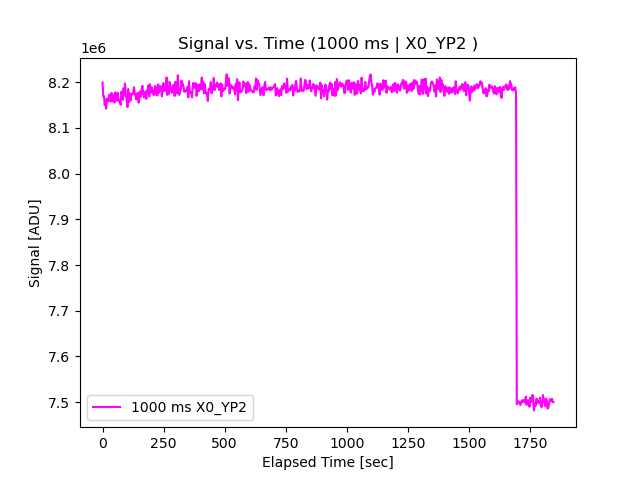 Signal vs. Time (1000 ms | X0_YP2 )
1e6
8.2
8.1
8.0
7.9
7.8
7.7
7.6
7.5
Signal [ADU]
1000 ms X0_YP2
0 250 500 750 1000 1250 1500 1750
Elapsed Time [sec]